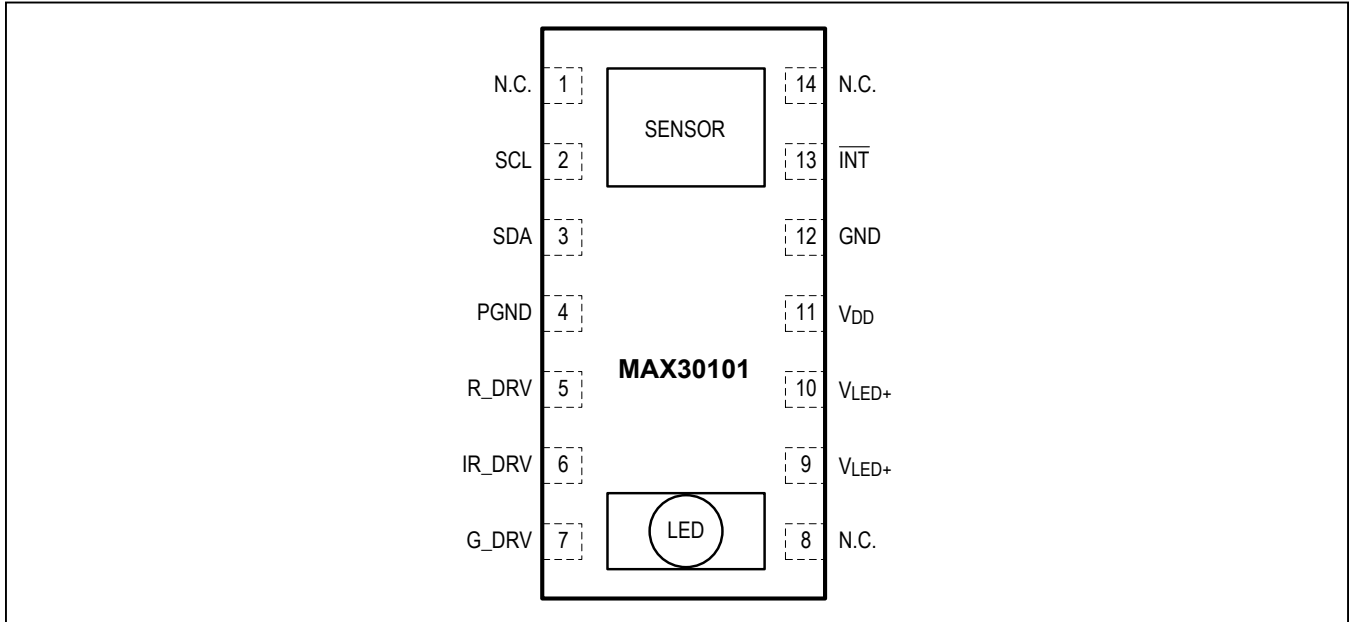 N.C. 1 14 N.C.
SENSOR
SCL 2 13 INT
SDA 3 12 GND
PGND 4 11 VDD
MAX30101
R_DRV 5 10 VLED+
IR_DRV 6 9 VLED+
G_DRV 7 LED 8 N.C.